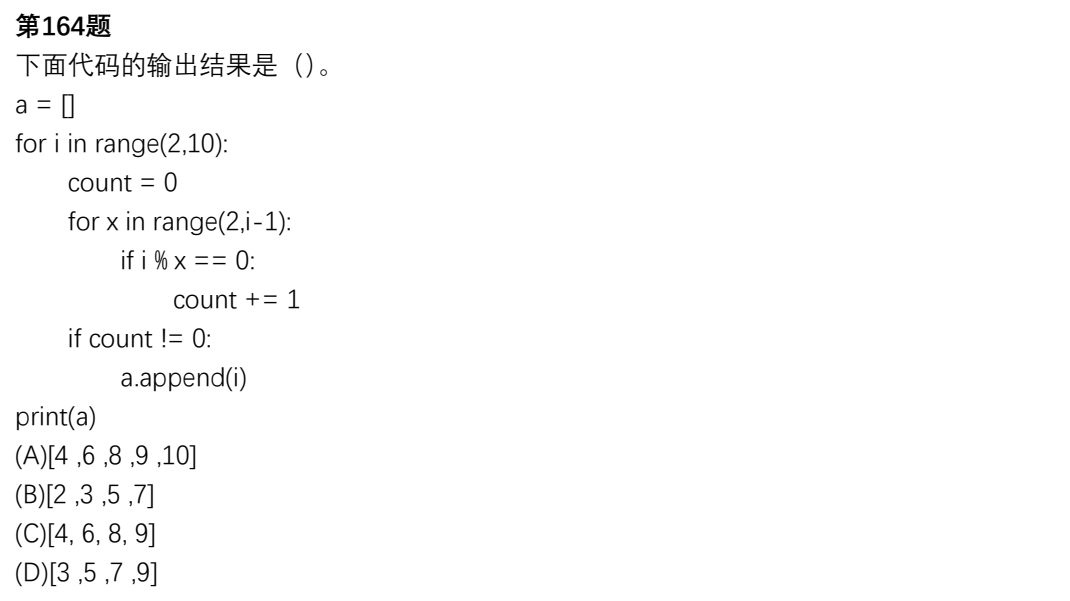 第164题
下面代码的输出结果是（）。
a = []
for i in range(2,10):
count = 0
for x in range(2,i-1):
if i % x == 0:
count += 1
if count != 0:
a.append(i)
print(a)
(A)[4 ,6 ,8 ,9 ,10]
(B)[2 ,3 ,5 ,7]
(C)[4, 6, 8, 9]
(D)[3 ,5 ,7 ,9]